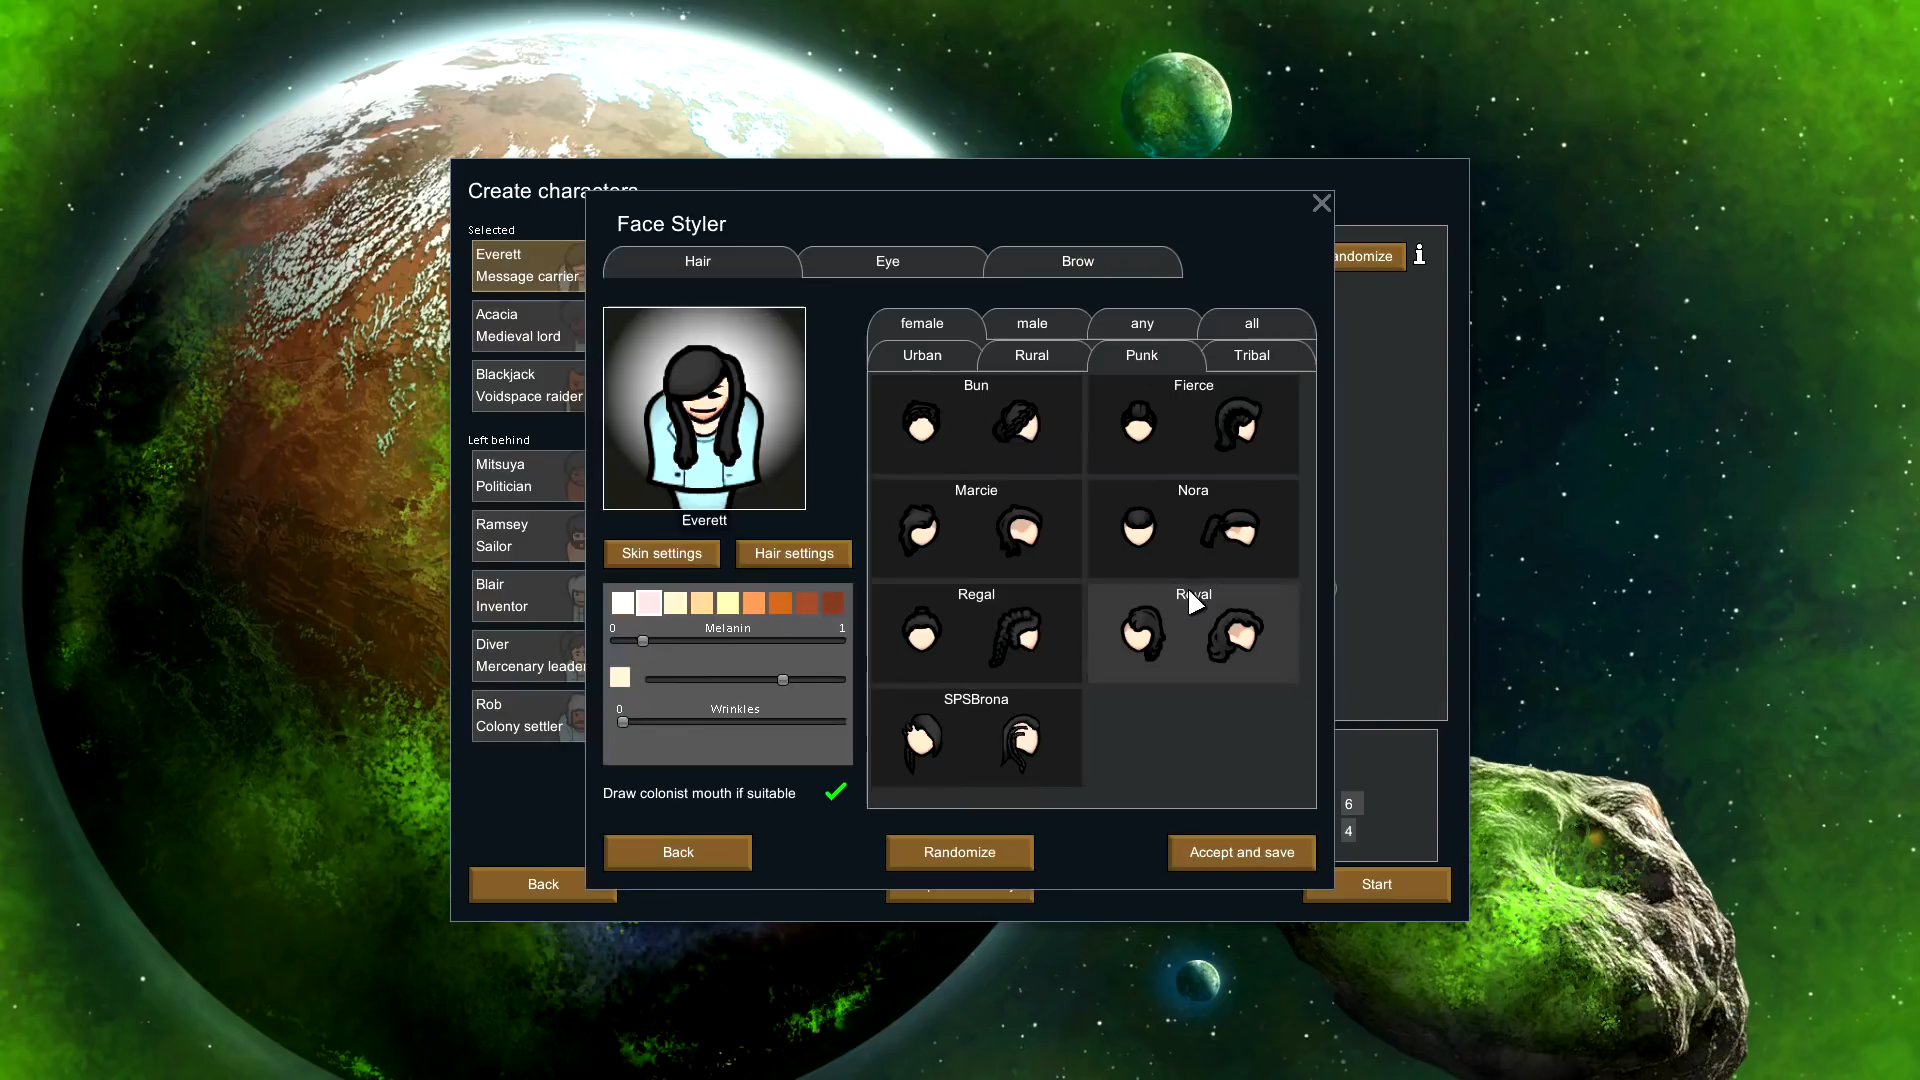 Create characters
Selected
Everett
Message carrier
Acacia
Medieval lord
Blackjack
Voidspace raider
Left behind
Mitsuya
Politician
Ramsey
Sailor
Blair
Inventor
Diver
Mercenary leader
Rob
Colony settler
Back
Face Styler
Hair
Eye
Brow
Everett
Skin settings
Hair settings
0
Melanin
1
0
Wrinkles
Draw colonist mouth if suitable
female
male
any
all
Urban
Rural
Punk
Tribal
Bun
Fierce
Marcie
Nora
Regal
Royal
SPSBrona
Back
Randomize
Accept and save
andomize
6
4
Start